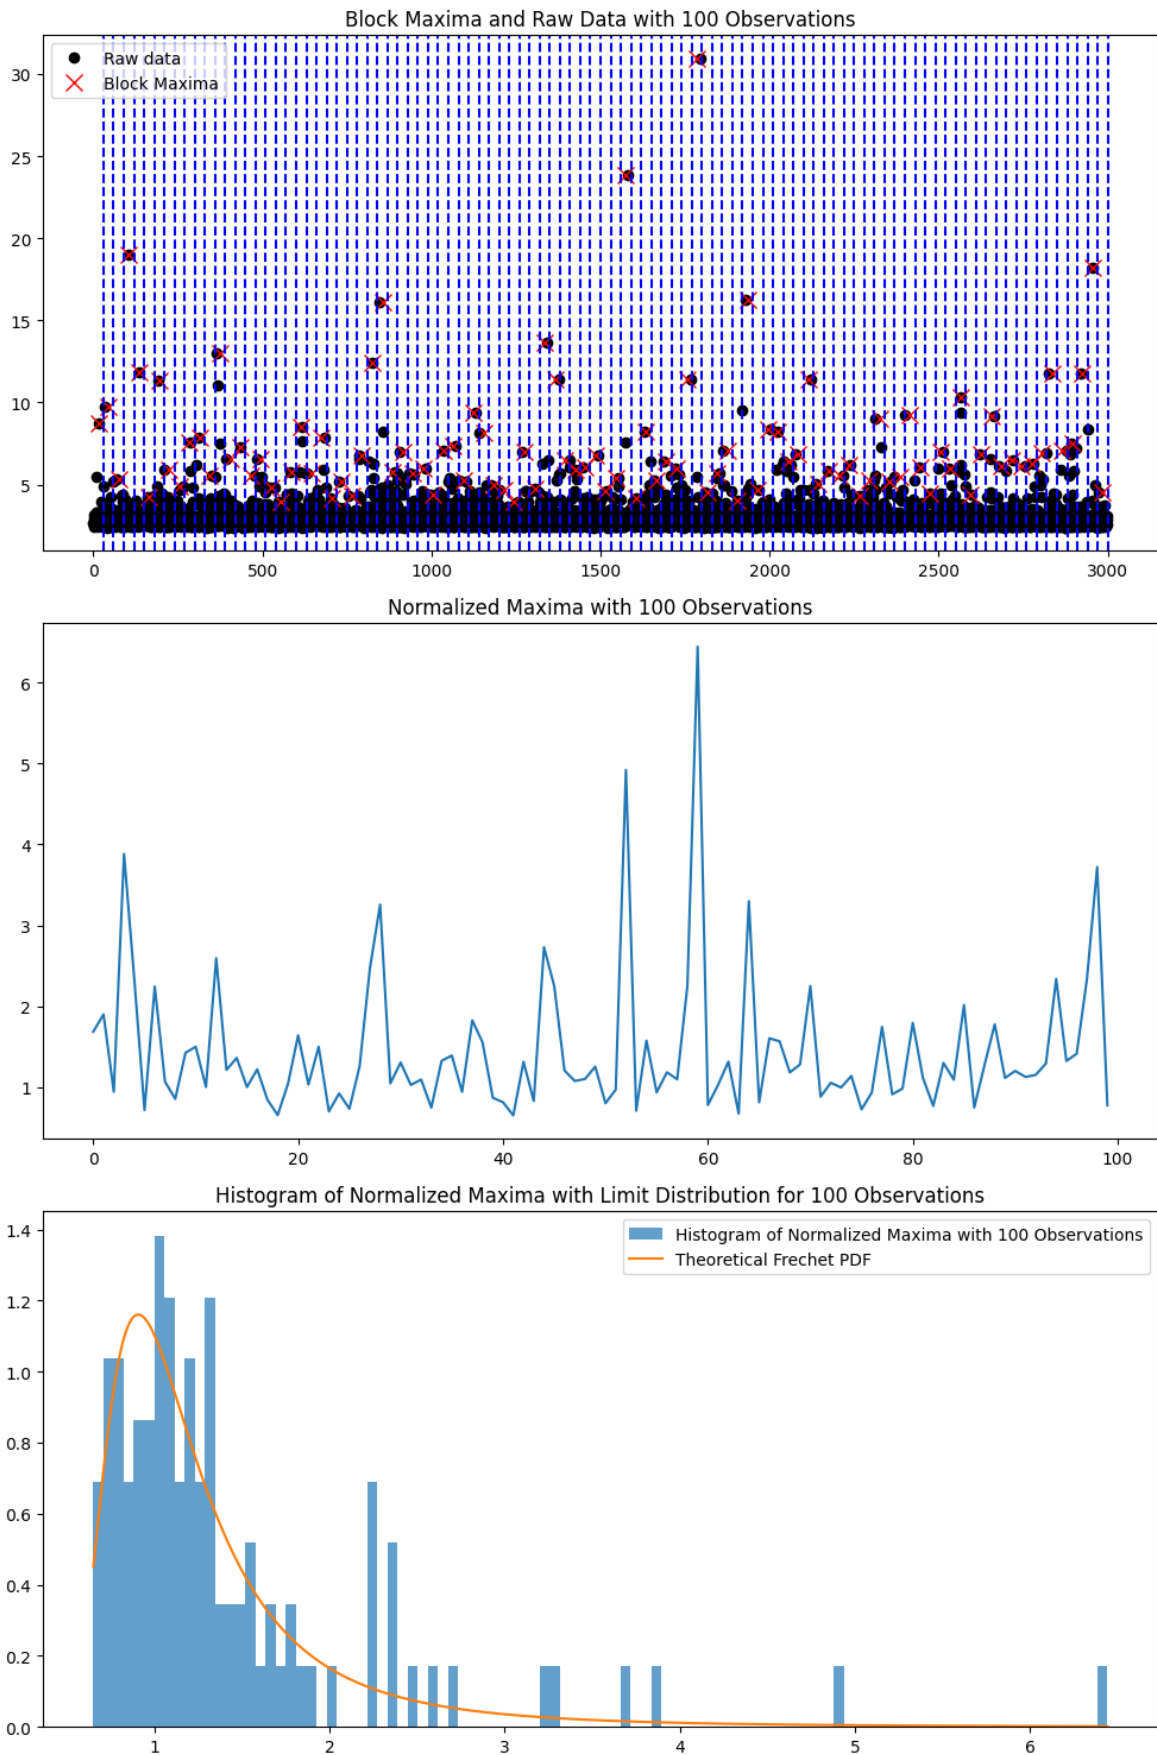 Block Maxima and Raw Data with 100 Observations
Raw data
Block Maxima
30
25
20
15
10
5
0 500 1000 1500 2000 2500 3000
Normalized Maxima with 100 Observations
6
5
4
3
2
1
0 20 40 60 80 100
Histogram of Normalized Maxima with Limit Distribution for 100 Observations
Histogram of Normalized Maxima with 100 Observations
Theoretical Frechet PDF
1.4
1.2
1.0
0.8
0.6
0.4
0.2
0.0
1 2 3 4 5 6